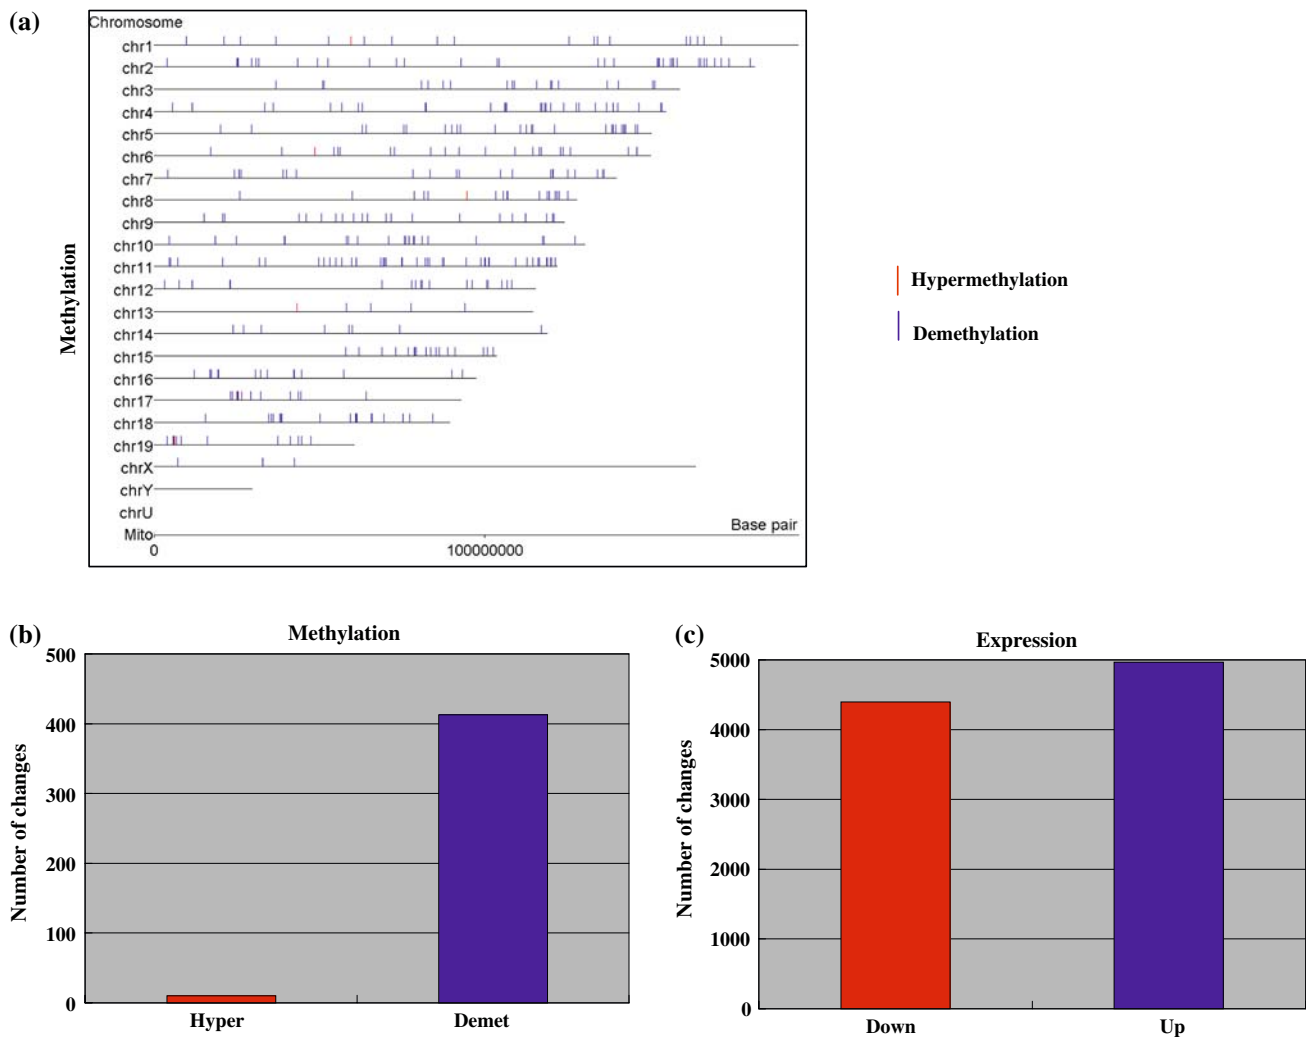 (a)
Chromosome
chr1
chr2
chr3
chr4
chr5
chr6
chr7
chr8
chr9
chr10
chr11
chr12
chr13
chr14
chr15
chr16
chr17
chr18
chr19
chrX
chrY
chrU
Mito
Base pair
0 100000000
Methylation
Hypermethylation
Demethylation
(b)
Methylation
500
400
300
200
100
0
Number of changes
Hyper Demet
(c)
Expression
5000
4000
3000
2000
1000
0
Number of changes
Down Up